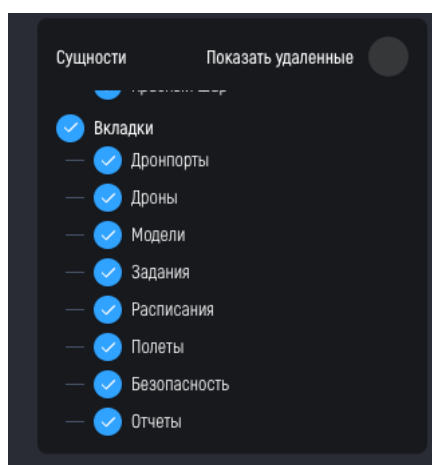 Сущности Показать удаленные
Вкладки
Дронпорты
Дроны
Модели
Задания
Расписания
Полеты
Безопасность
Отчеты